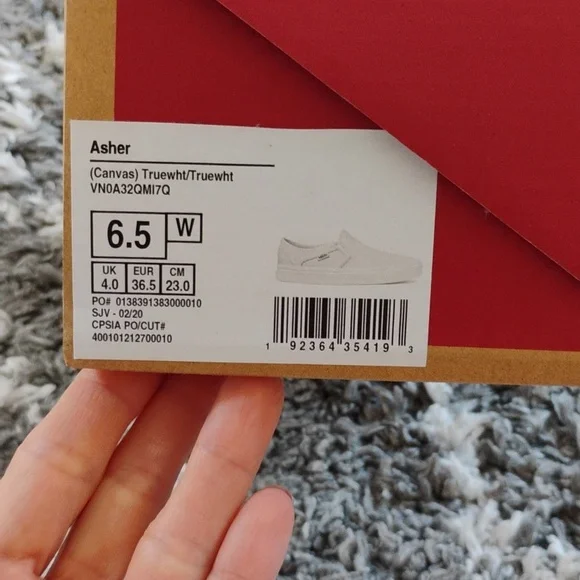 Asher
(Canvas) Truewht/Truewht
VN0A32QMI7Q
6.5 W
UK EUR CM
4.0 36.5 23.0
PO# 0138391383000010
SJV - 02/20
CPSIA PO/CUT#
400101212700010
1 92364 35419 3